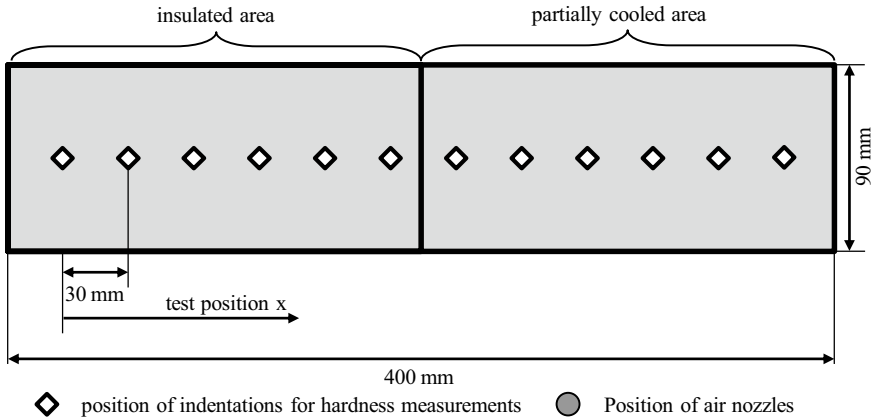 insulated area
partially cooled area
90 mm
30 mm
test position x
400 mm
position of indentations for hardness measurements
Position of air nozzles